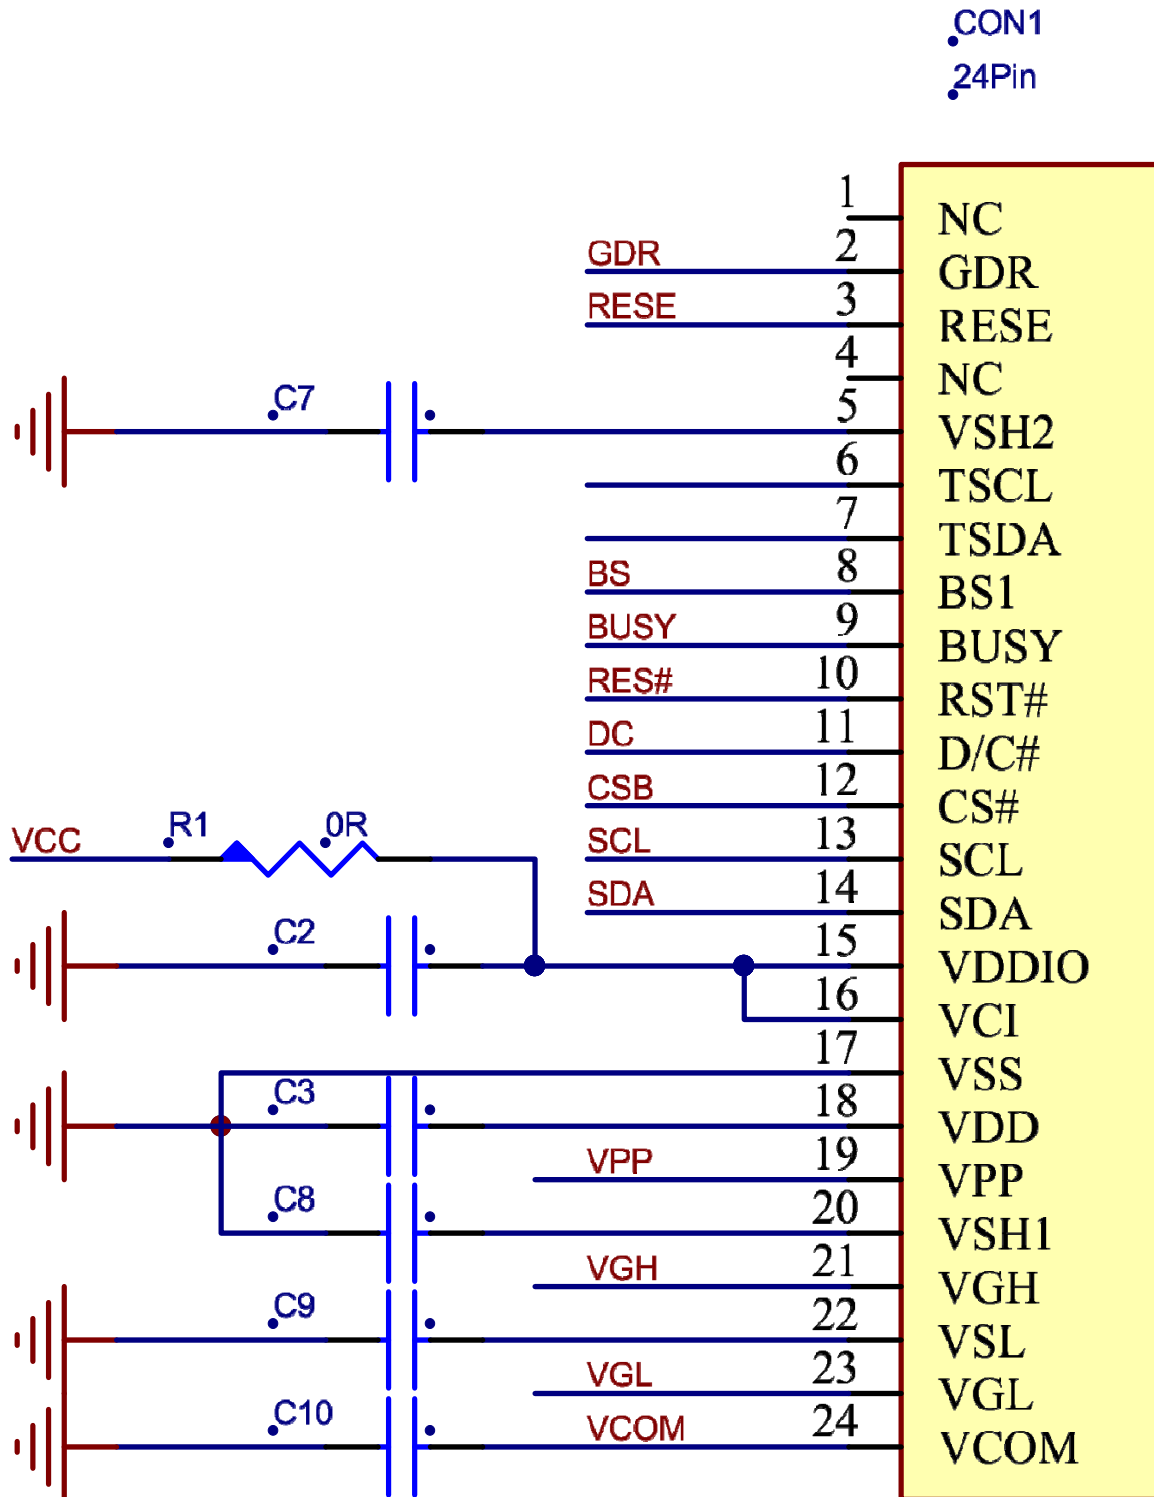 CON1
24Pin
1 NC
GDR 2 GDR
RESE 3 RESE
4 NC
C7 5 VSH2
6 TSCL
7 TSDA
BS 8 BS1
BUSY 9 BUSY
RES# 10 RST#
DC 11 D/C#
CSB 12 CS#
VCC R1 0R SCL 13 SCL
SDA 14 SDA
C2 15 VDDIO
16 VCI
17 VSS
C3 18 VDD
VPP 19 VPP
C8 20 VSH1
VGH 21 VGH
C9 22 VSL
VGL 23 VGL
C10 VCOM 24 VCOM